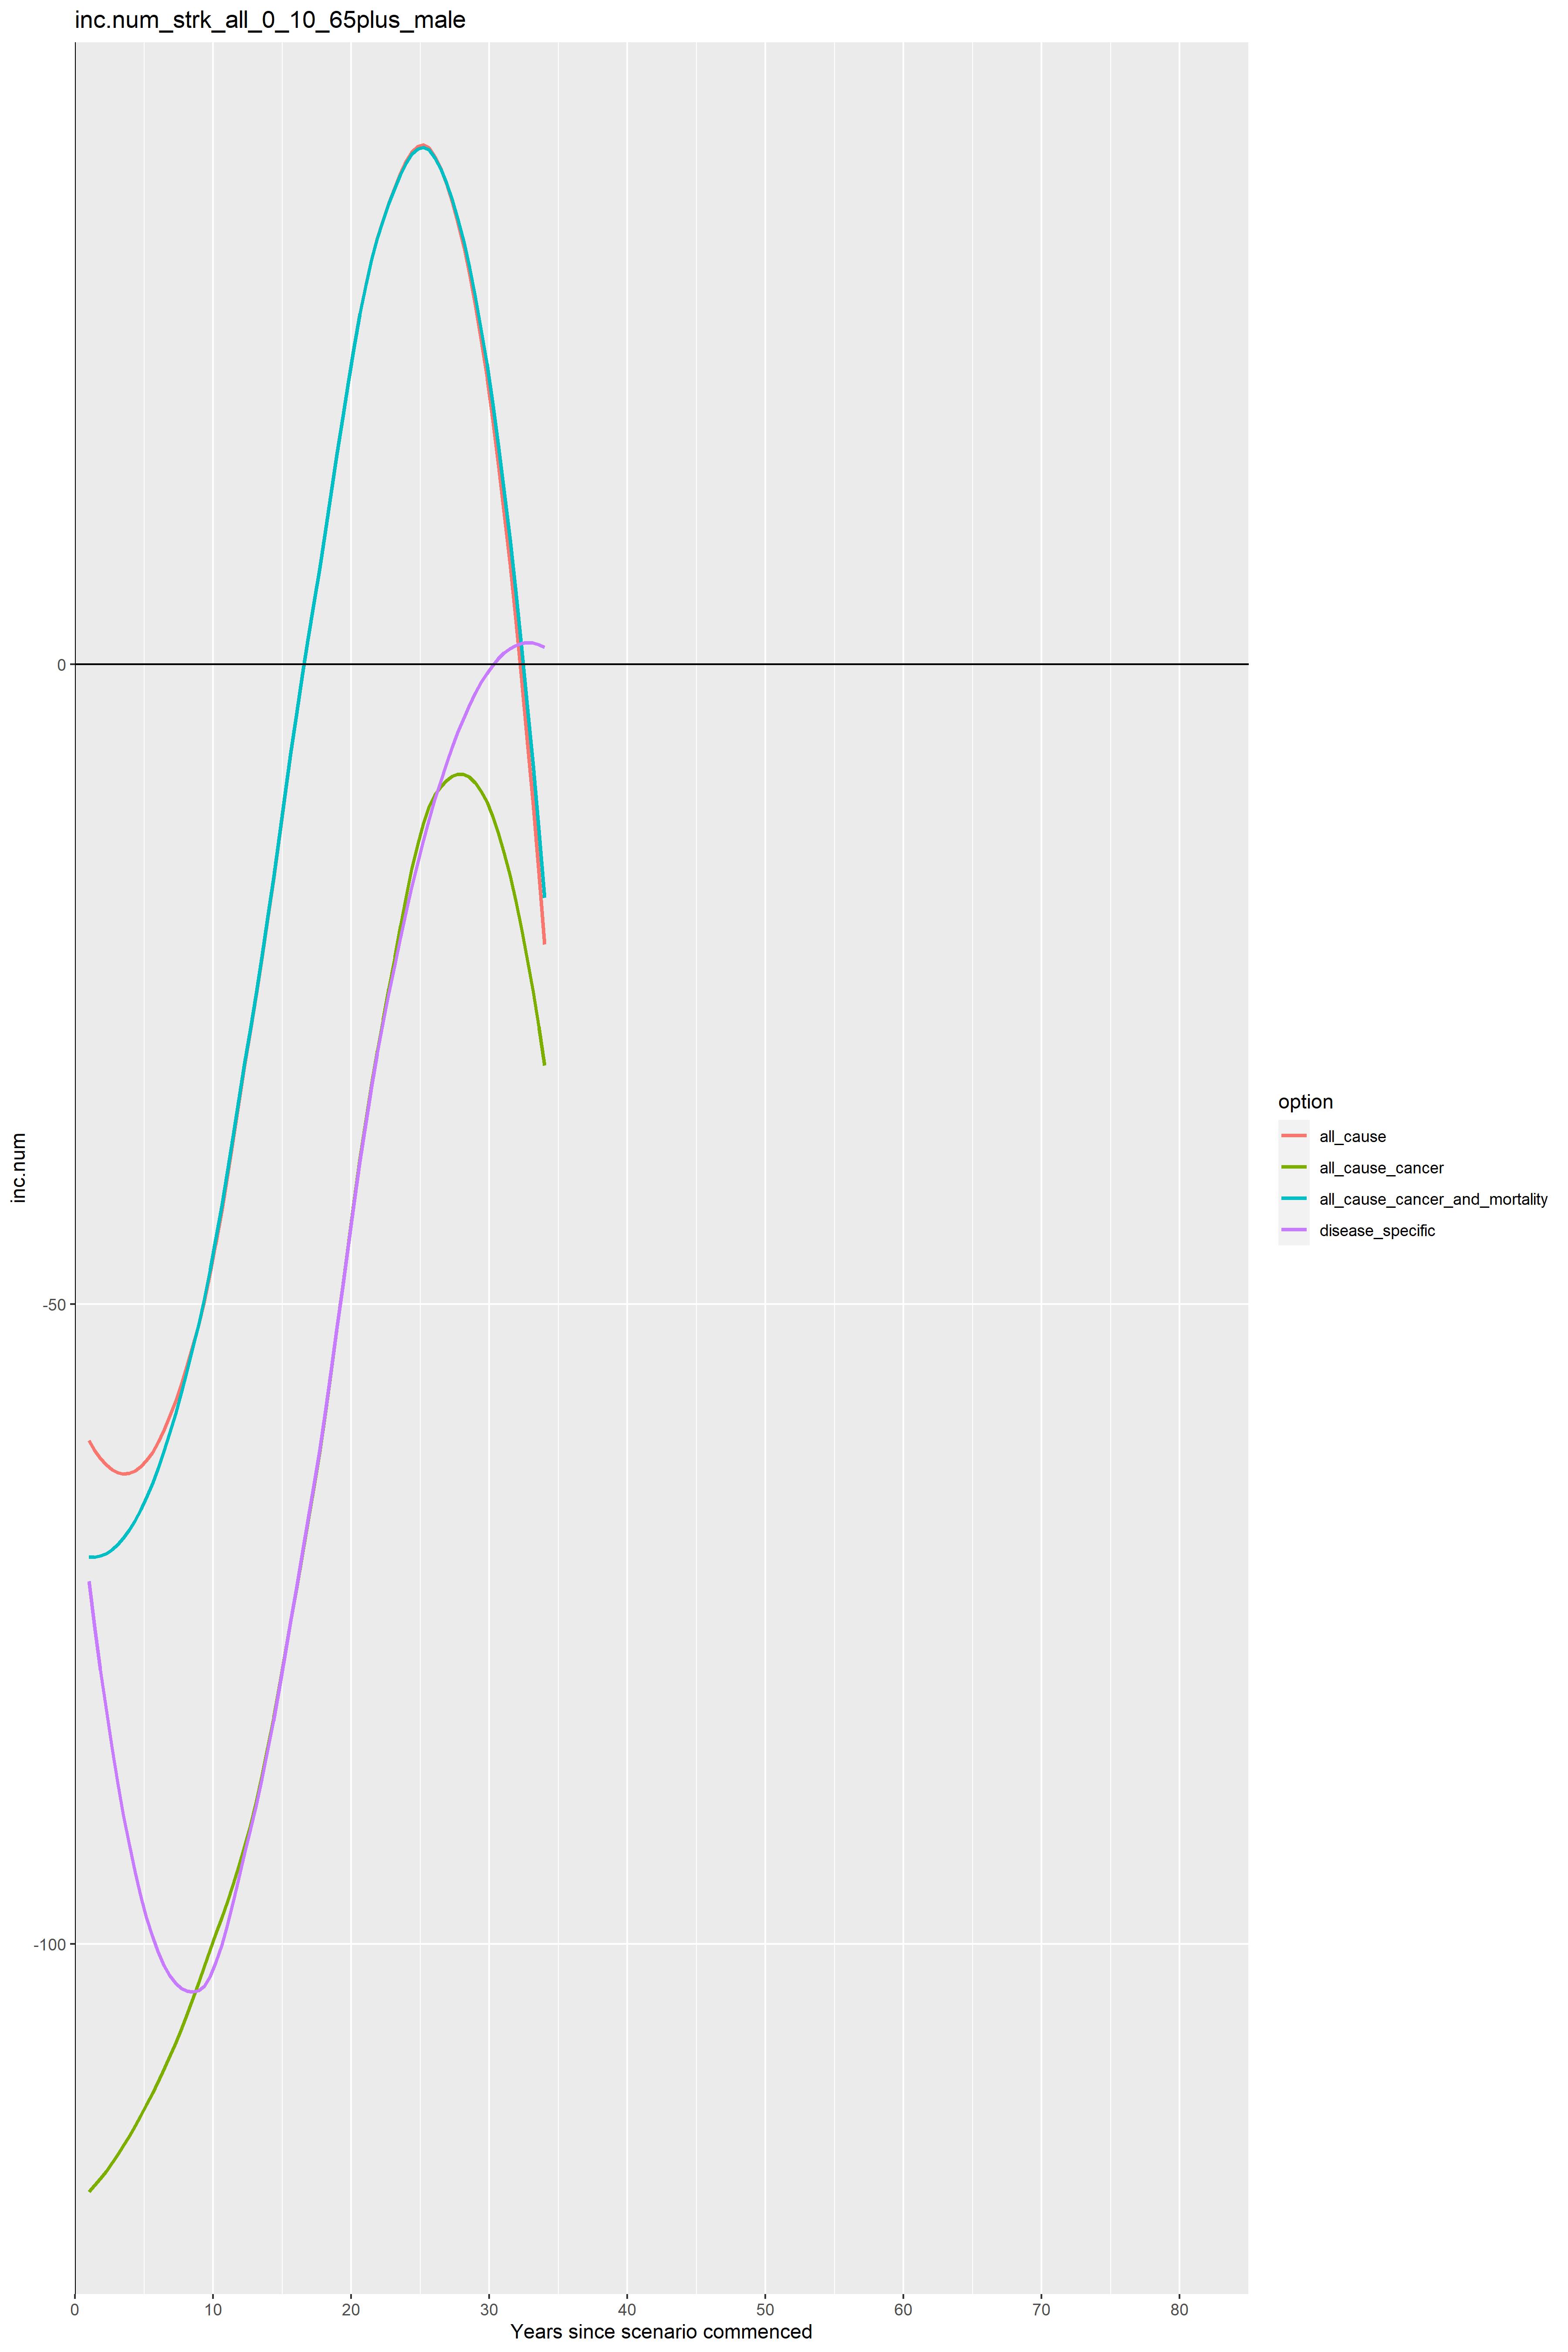 inc.num_strk_all_0_10_65plus_male
inc.num
0
-50
-100
0 10 20 30 40 50 60 70 80
Years since scenario commenced
option
all_cause
all_cause_cancer
all_cause_cancer_and_mortality
disease_specific